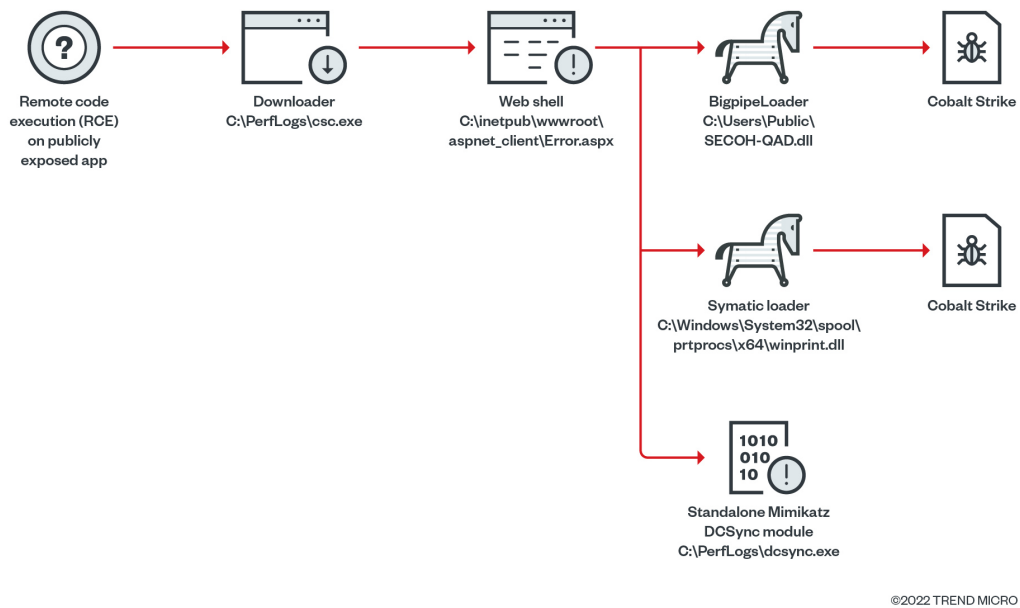 ?
Remote code
execution (RCE)
on publicly
exposed app
Downloader
C:\PerfLogs\csc.exe
!
Web shell
C:\inetpub\wwwroot\
aspnet_client\Error.aspx
BigpipeLoader
C:\Users\Public\
SECOH-QAD.dll
Cobalt Strike
Symatic loader
C:\Windows\System32\spool\
prtprocs\x64\winprint.dll
Cobalt Strike
1010
010
10
!
Standalone Mimikatz
DCSync module
C:\PerfLogs\dcsync.exe
©2022 TREND MICRO